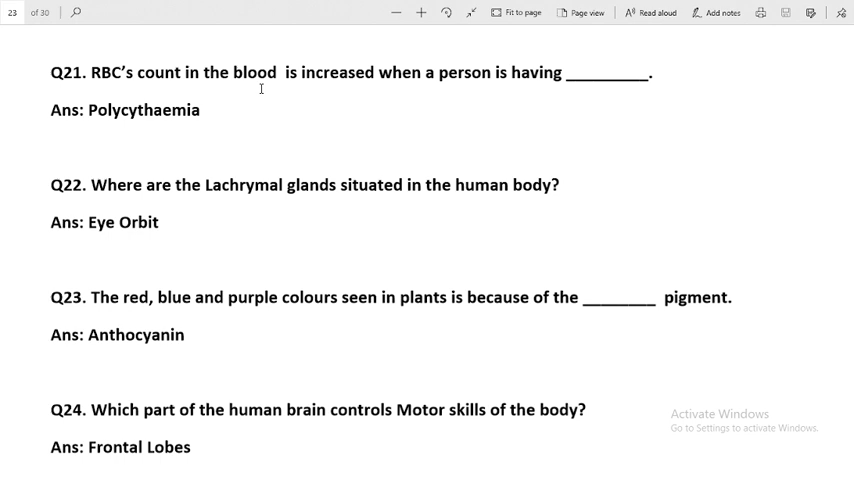 23 of 30 Fit to page Page view Read aloud Add notes
Q21. RBC’s count in the blood  is increased when a person is having _________.
Ans: Polycythaemia
Q22. Where are the Lachrymal glands situated in the human body?
Ans: Eye Orbit
Q23. The red, blue and purple colours seen in plants is because of the ________  pigment.
Ans: Anthocyanin
Q24. Which part of the human brain controls Motor skills of the body?
Ans: Frontal Lobes
Activate Windows
Go to Settings to activate Windows.